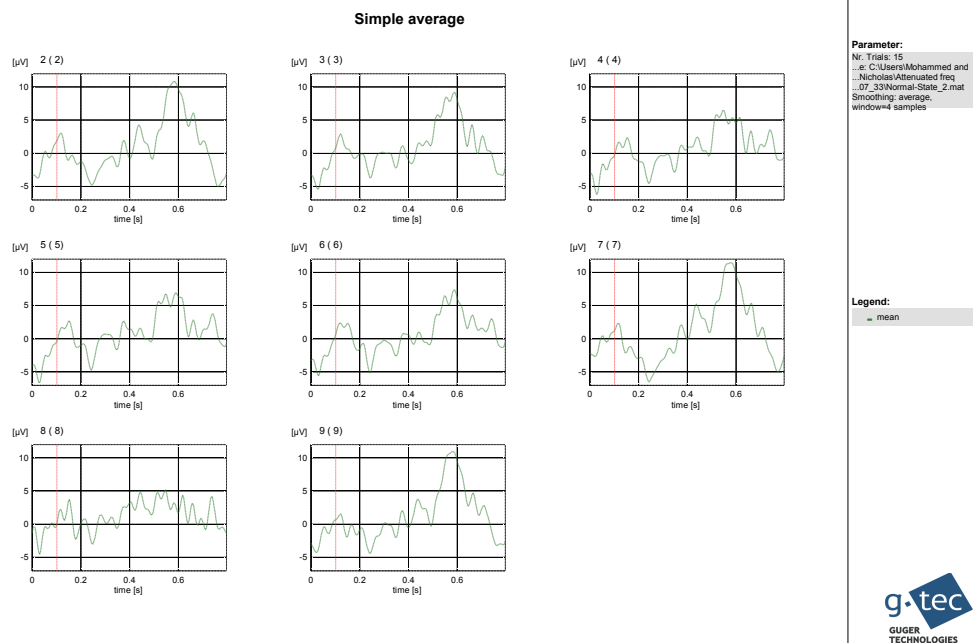 Simple average
[µV] 2 ( 2)
10
5
0
-5
0 0.2 0.4 0.6
time [s]
[µV] 3 ( 3)
10
5
0
-5
0 0.2 0.4 0.6
time [s]
[µV] 4 ( 4)
10
5
0
-5
0 0.2 0.4 0.6
time [s]
[µV] 5 ( 5)
10
5
0
-5
0 0.2 0.4 0.6
time [s]
[µV] 6 ( 6)
10
5
0
-5
0 0.2 0.4 0.6
time [s]
[µV] 7 ( 7)
10
5
0
-5
0 0.2 0.4 0.6
time [s]
[µV] 8 ( 8)
10
5
0
-5
0 0.2 0.4 0.6
time [s]
[µV] 9 ( 9)
10
5
0
-5
0 0.2 0.4 0.6
time [s]
Parameter:
Nr. Trials: 15
...e: C:\Users\Mohammed and
...Nicholas\Attenuated freq
...07_33\Normal-State_2.mat
Smoothing: average,
window=4 samples
Legend:
mean
g.tec
GUGER
TECHNOLOGIES